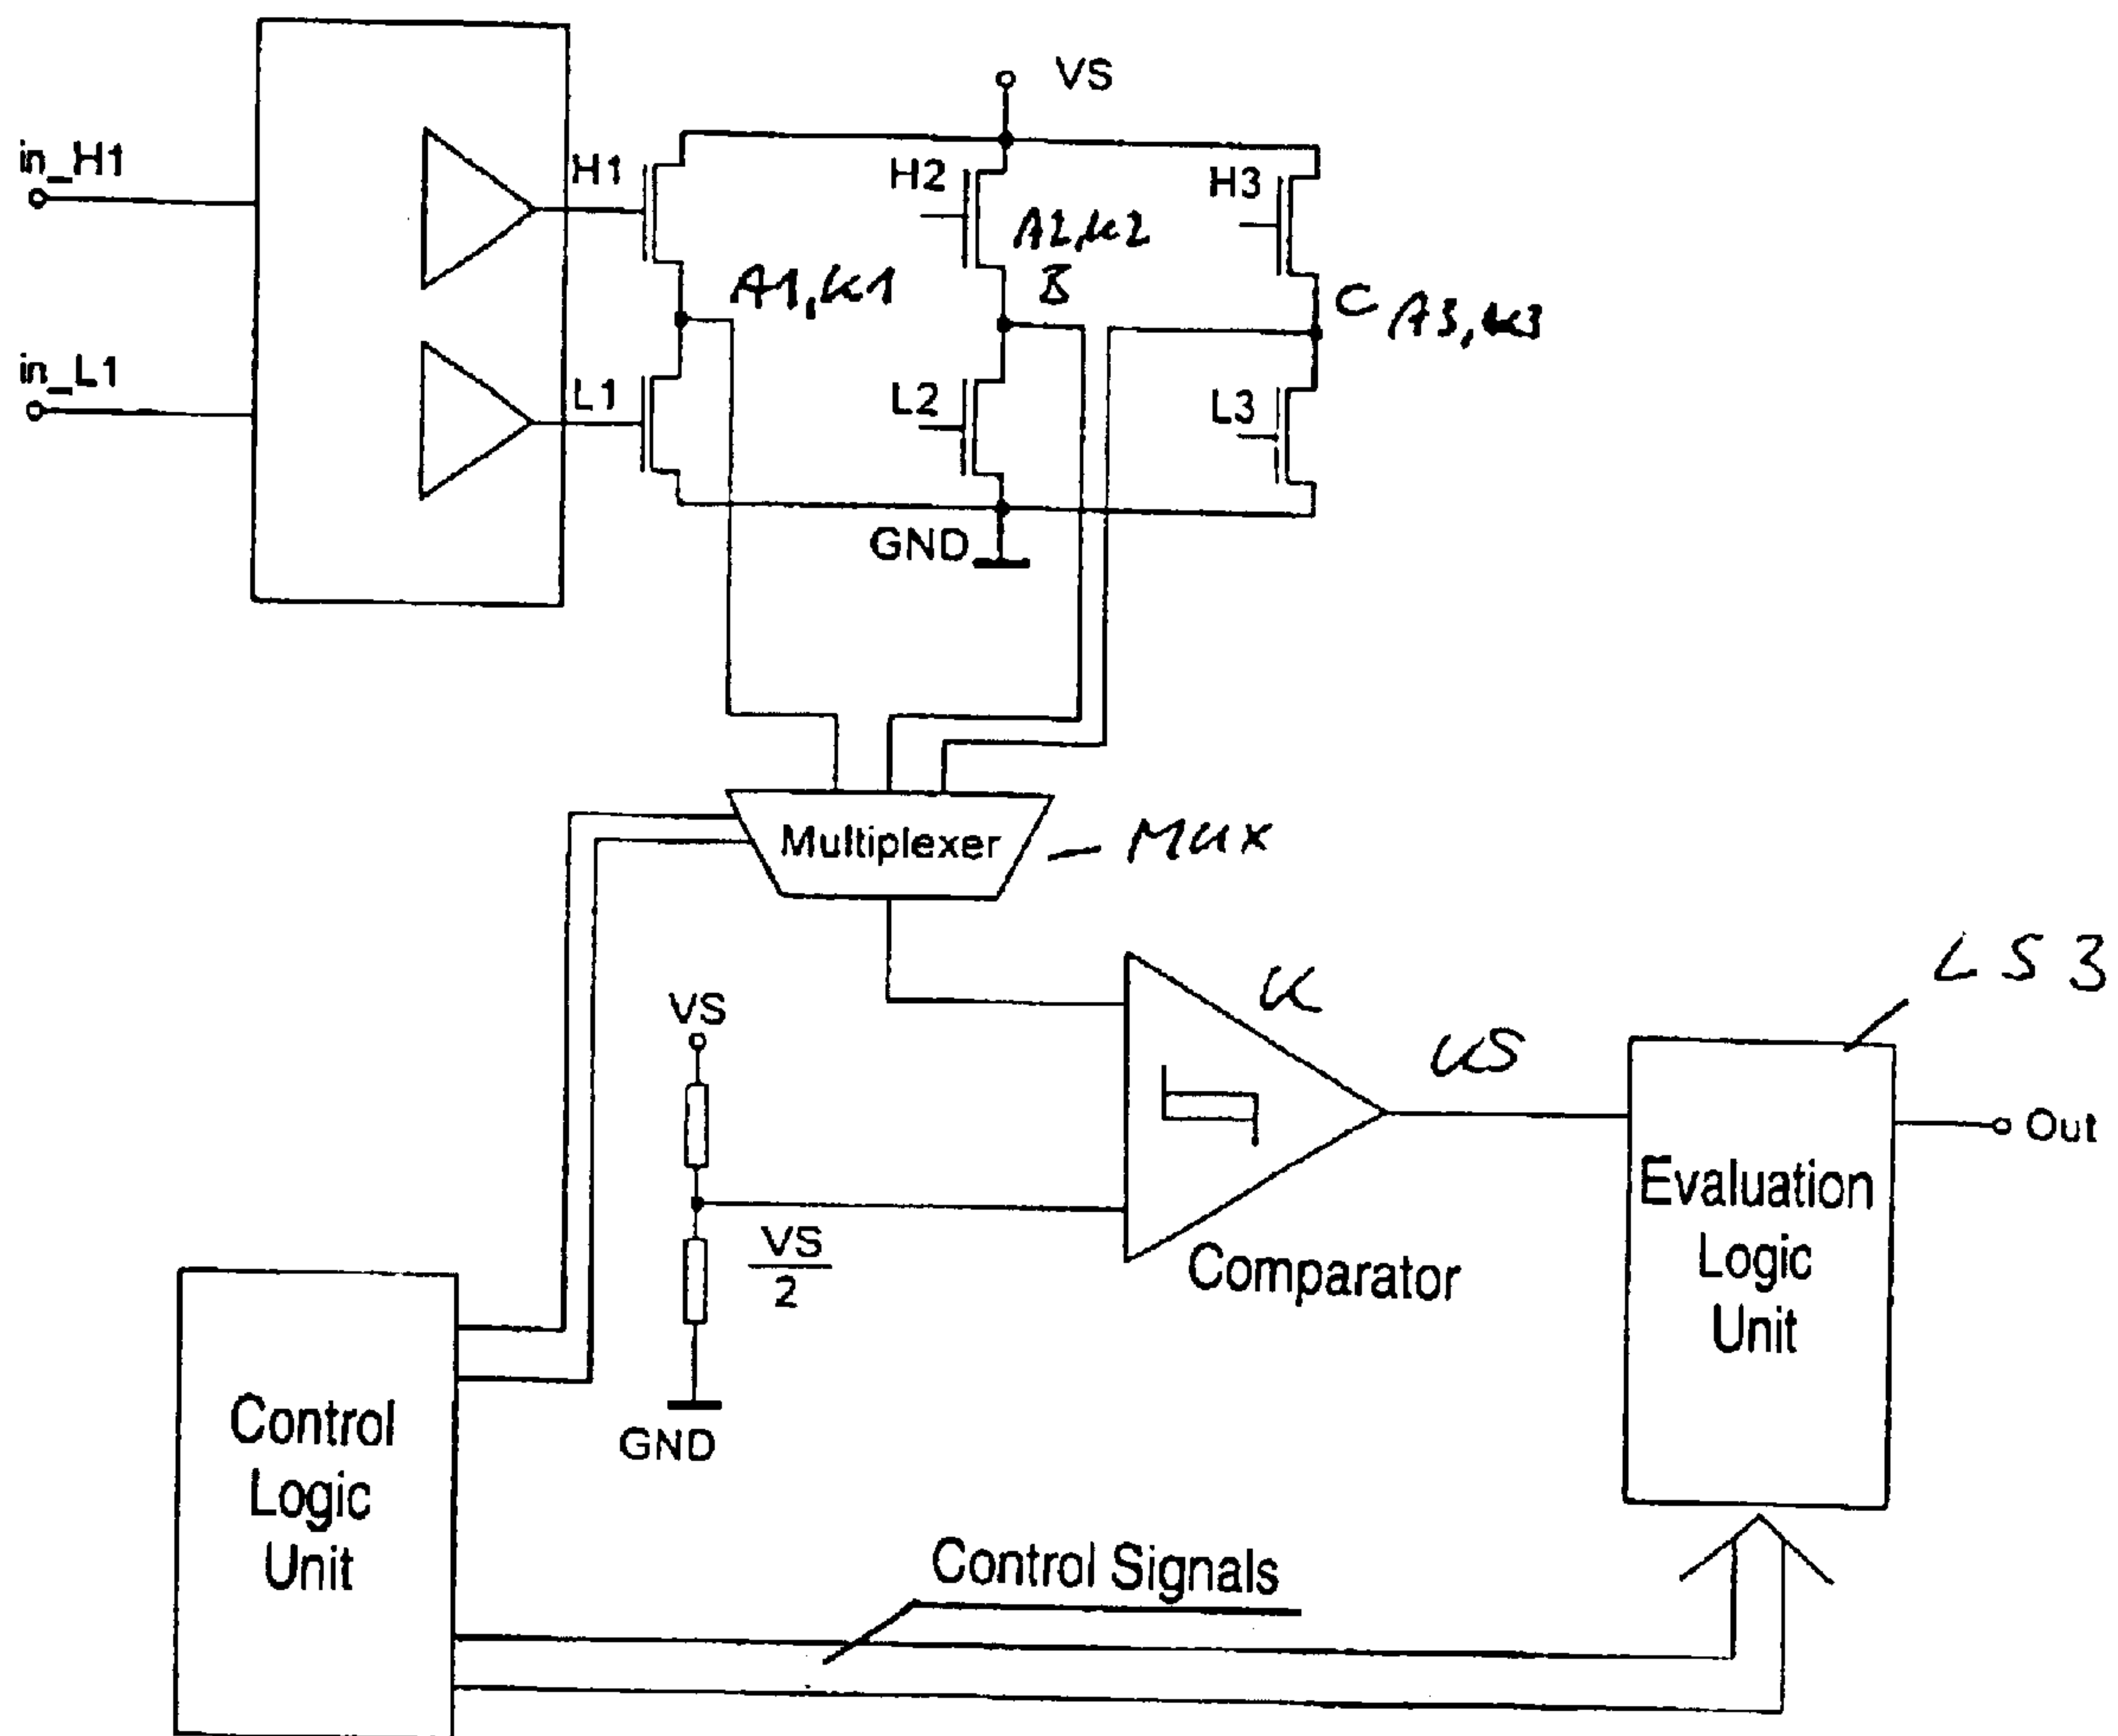 VS
in_H1
H1
H2
H3
A2, K2
B
A1, K1
C A3, K3
in_L1
L1
L2
L3
GND
Multiplexer
MUX
LS3
VS
K
US
Out
Evaluation
Logic
Unit
VS
2
Comparator
GND
Control
Logic
Unit
Control Signals